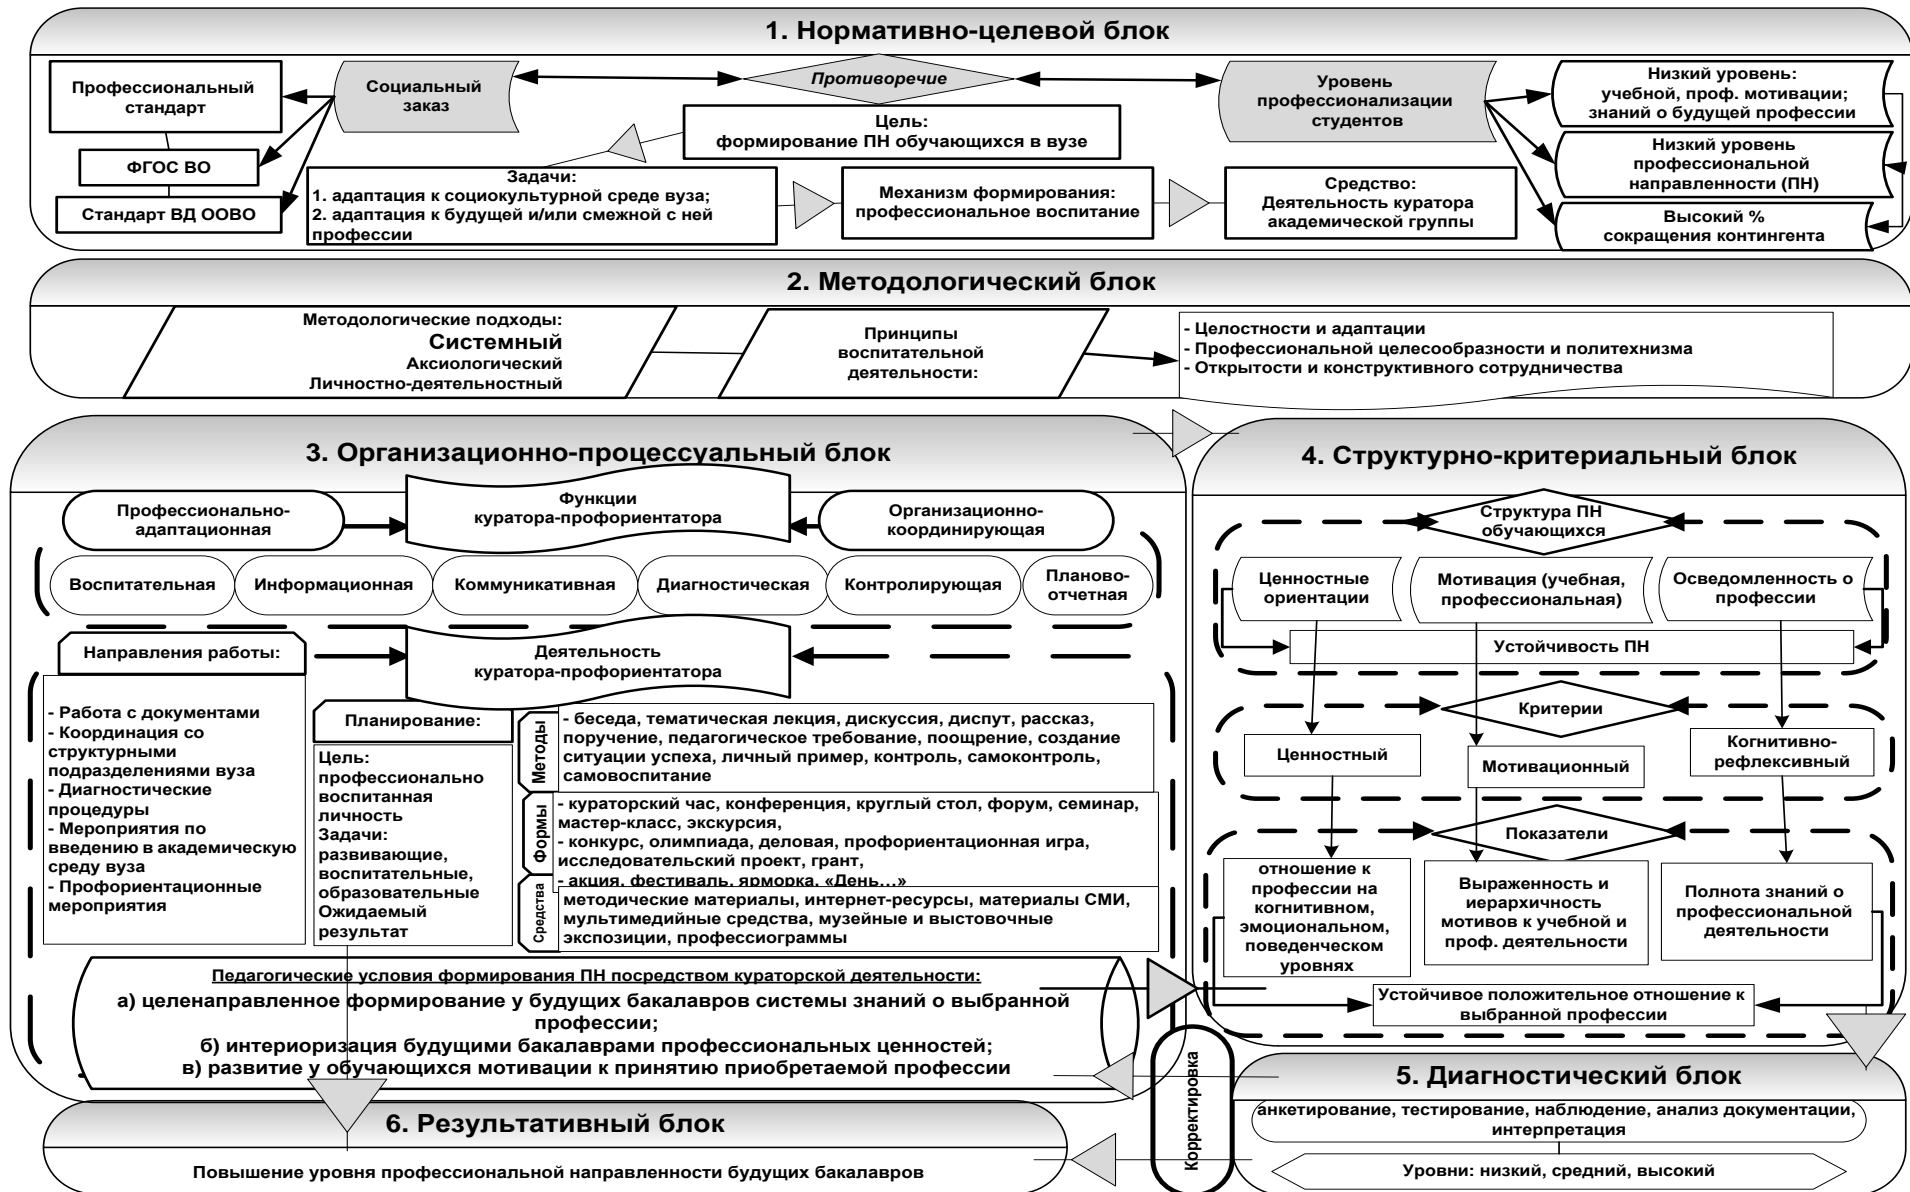 1. Нормативно-целевой блок
Профессиональный
стандарт
ФГОС ВО
Стандарт ВД ООВО
Социальный
заказ
Противоречие
Цель:
формирование ПН обучающихся в вузе
Уровень
профессионализации
студентов
Низкий уровень:
учебной, проф. мотивации;
знаний о будущей профессии
Низкий уровень
профессиональной
направленности (ПН)
Высокий %
сокращения контингента
Задачи:
1. адаптация к социокультурной среде вуза;
2. адаптация к будущей и/или смежной с ней
профессии
Механизм формирования:
профессиональное воспитание
Средство:
Деятельность куратора
академической группы
2. Методологический блок
Методологические подходы:
Системный
Аксиологический
Личностно-деятельностный
Принципы
воспитательной
деятельности:
- Целостности и адаптации
- Профессиональной целесообразности и политехнизма
- Открытости и конструктивного сотрудничества
3. Организационно-процессуальный блок
Профессионально-
адаптационная
Функции
куратора-профориентатора
Организационно-
координирующая
Воспитательная
Информационная
Коммуникативная
Диагностическая
Контролирующая
Планово-
отчетная
Направления работы:
Деятельность
куратора-профориентатора
- Работа с документами
- Координация со
структурными
подразделениями вуза
- Диагностические
процедуры
- Мероприятия по
введению в академическую
среду вуза
- Профориентационные
мероприятия
Планирование:
Цель:
профессионально
воспитанная
личность
Задачи:
развивающие,
воспитательные,
образовательные
Ожидаемый
результат
Методы
- беседа, тематическая лекция, дискуссия, диспут, рассказ,
поручение, педагогическое требование, поощрение, создание
ситуации успеха, личный пример, контроль, самоконтроль,
самовоспитание
Формы
- кураторский час, конференция, круглый стол, форум, семинар,
мастер-класс, экскурсия,
- конкурс, олимпиада, деловая, профориентационная игра,
исследовательский проект, грант,
- акция, фестиваль, ярморка, «День…»
Средства
методические материалы, интернет-ресурсы, материалы СМИ,
мультимедийные средства, музейные и выстовочные
экспозиции, профессиограммы
Педагогические условия формирования ПН посредством кураторской деятельности:
а) целенаправленное формирование у будущих бакалавров системы знаний о выбранной
профессии;
б) интериоризация будущими бакалаврами профессиональных ценностей;
в) развитие у обучающихся мотивации к принятию приобретаемой профессии
4. Структурно-критериальный блок
Структура ПН
обучающихся
Ценностные
ориентации
Мотивация (учебная,
профессиональная)
Осведомленность о
профессии
Устойчивость ПН
Критерии
Ценностный
Мотивационный
Когнитивно-
рефлексивный
Показатели
отношение к
профессии на
когнитивном,
эмоциональном,
поведенческом
уровнях
Выраженность и
иерархичность
мотивов к учебной и
проф. деятельности
Полнота знаний о
профессиональной
деятельности
Устойчивое положительное отношение к
выбранной профессии
Корректировка
5. Диагностический блок
анкетирование, тестирование, наблюдение, анализ документации,
интерпретация
Уровни: низкий, средний, высокий
6. Результативный блок
Повышение уровня профессиональной направленности будущих бакалавров